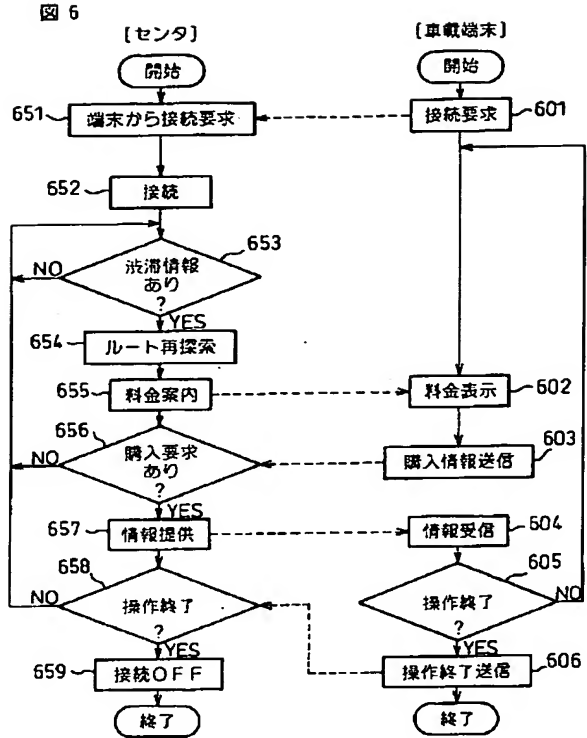 図 6
[センタ]
開始
651
端末から接続要求
652
接続
653
渋滞情報
あり
?
NO
YES
654
ルート再探索
655
料金案内
656
購入要求
あり
?
NO
YES
657
情報提供
658
操作終了
?
NO
YES
659
接続OFF
終了
[車載端末]
開始
接続要求
601
料金表示
602
603
購入情報送信
604
情報受信
605
操作終了
?
NO
YES
操作終了送信
606
終了